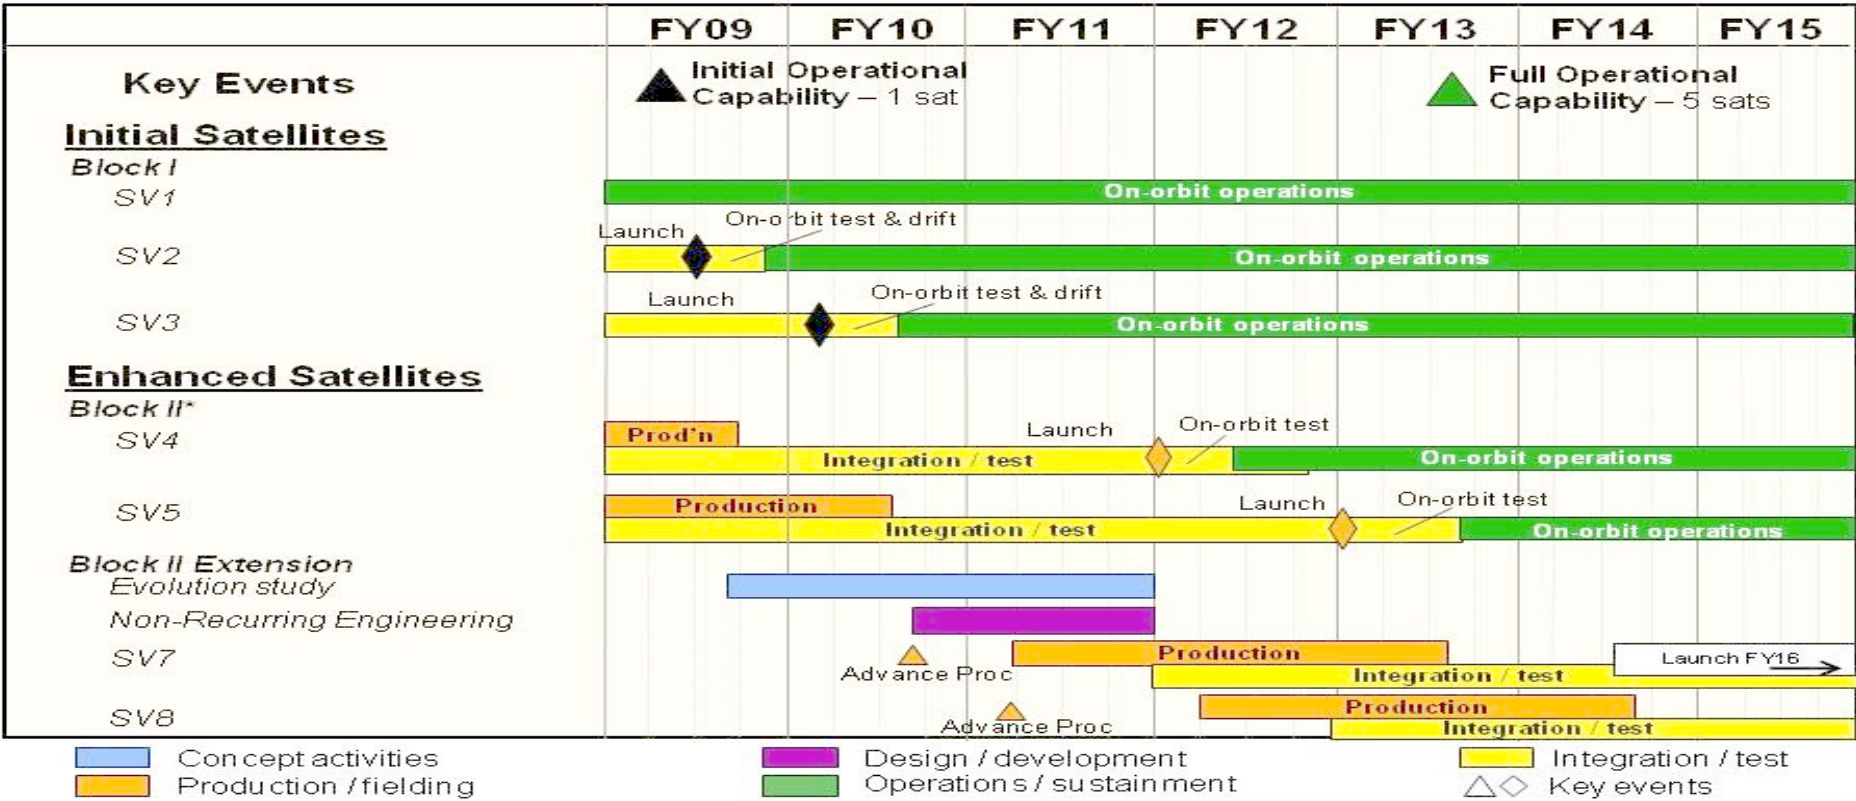 FY09 FY10 FY11 FY12 FY13 FY14 FY15
Key Events
Initial Operational
Capability – 1 sat
Full Operational
Capability – 5 sats
Initial Satellites
Block I
SV1
On-orbit operations
Launch
On-orbit test & drift
SV2
On-orbit operations
Launch
On-orbit test & drift
SV3
On-orbit operations
Enhanced Satellites
Block II*
SV4
Prod'n
Launch
On-orbit test
Integration / test
On-orbit operations
SV5
Production
Launch
On-orbit test
Integration / test
On-orbit operations
Block II Extension
Evolution study
Non-Recurring Engineering
SV7
Advance Proc
Production
Launch FY16
Integration / test
SV8
Advance Proc
Production
Integration / test
Concept activities
Design / development
Integration / test
Production / fielding
Operations / sustainment
Key events